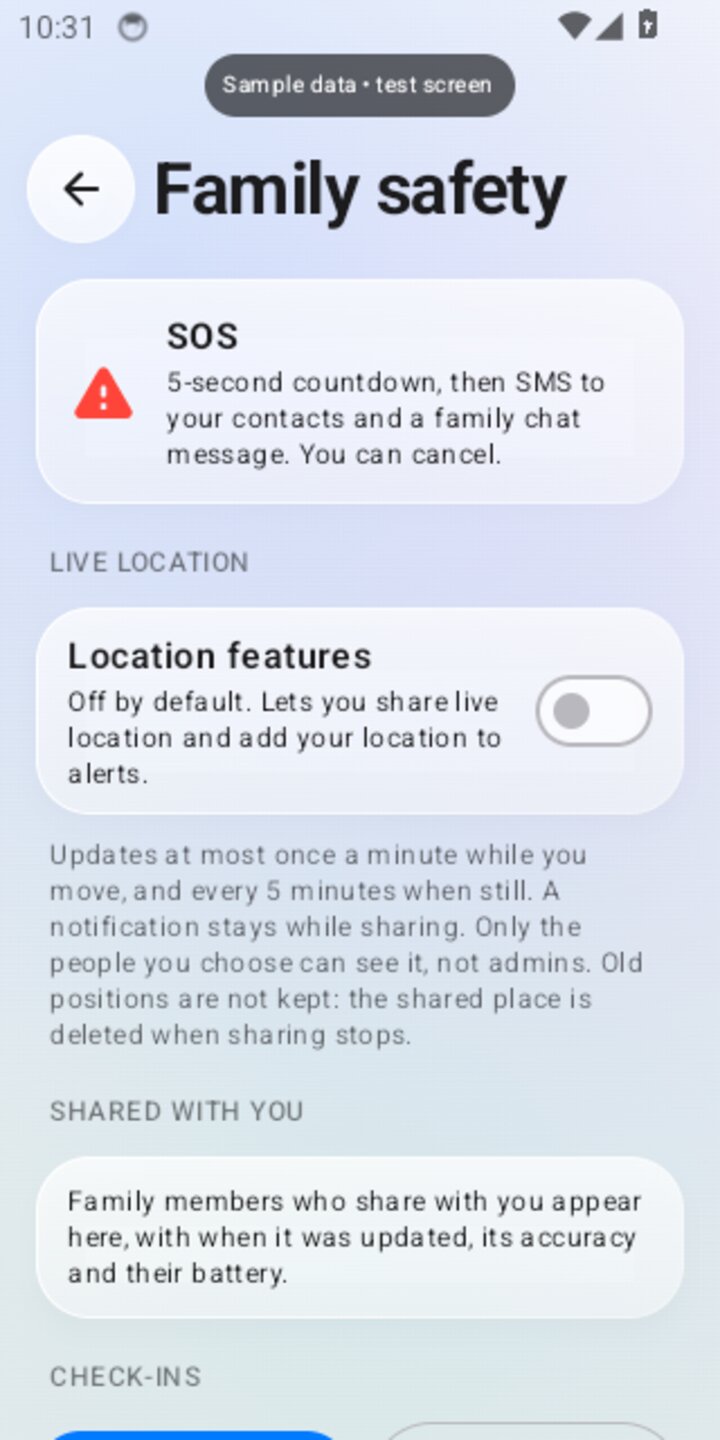 10:31
Sample data • test screen
Family safety
SOS
5-second countdown, then SMS to
your contacts and a family chat
message. You can cancel.
LIVE LOCATION
Location features
Off by default. Lets you share live
location and add your location to
alerts.
Updates at most once a minute while you
move, and every 5 minutes when still. A
notification stays while sharing. Only the
people you choose can see it, not admins. Old
positions are not kept: the shared place is
deleted when sharing stops.
SHARED WITH YOU
Family members who share with you appear
here, with when it was updated, its accuracy
and their battery.
CHECK-INS